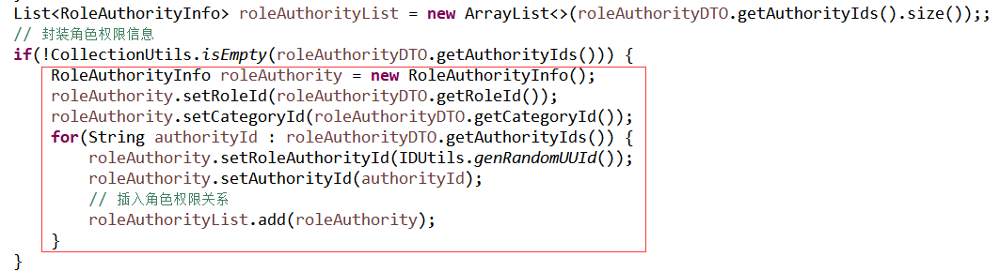 List<RoleAuthorityInfo> roleAuthorityList = new ArrayList<>(roleAuthorityDTO.getAuthorityIds().size());;
// 封装角色权限信息
if(!CollectionUtils.isEmpty(roleAuthorityDTO.getAuthorityIds())) {
    RoleAuthorityInfo roleAuthority = new RoleAuthorityInfo();
    roleAuthority.setRoleId(roleAuthorityDTO.getRoleId());
    roleAuthority.setCategoryId(roleAuthorityDTO.getCategoryId());
    for(String authorityId : roleAuthorityDTO.getAuthorityIds()) {
        roleAuthority.setRoleAuthorityId(IDUtils.genRandomUUId());
        roleAuthority.setAuthorityId(authorityId);
        // 插入角色权限关系
        roleAuthorityList.add(roleAuthority);
    }
}